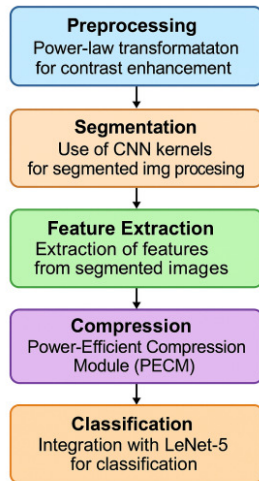 Preprocessing
Power-law transformataton
for contrast enhancement
Segmentation
Use of CNN kernels
for segmented img procesing
Feature Extraction
Extraction of features
from segmented images
Compression
Power-Efficient Compression
Module (PECM)
Classification
Integration with LeNet-5
for classification